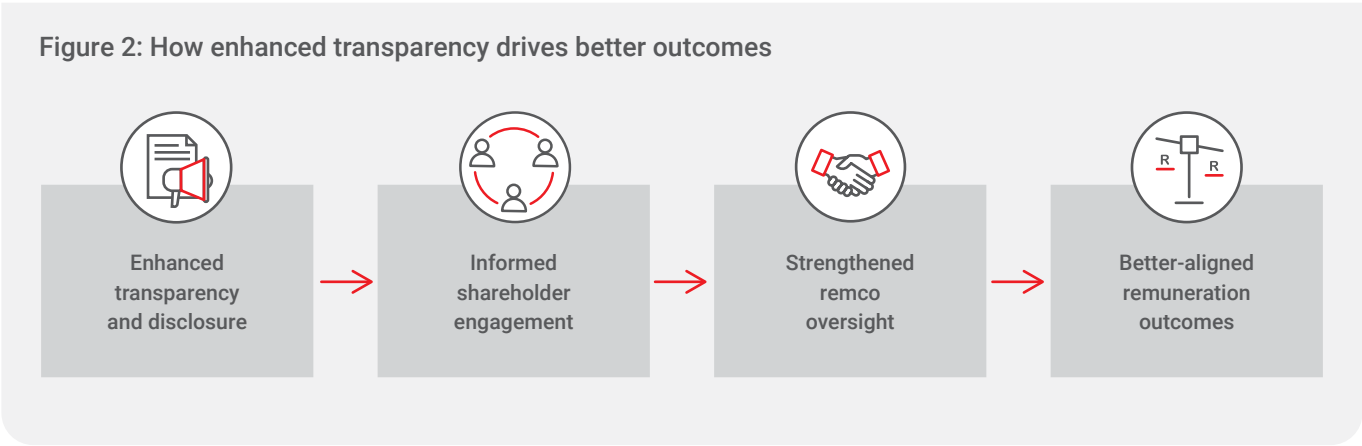 Figure 2: How enhanced transparency drives better outcomes
Enhanced
transparency
and disclosure
Informed
shareholder
engagement
Strengthened
remco
oversight
R
R
Better-aligned
remuneration
outcomes